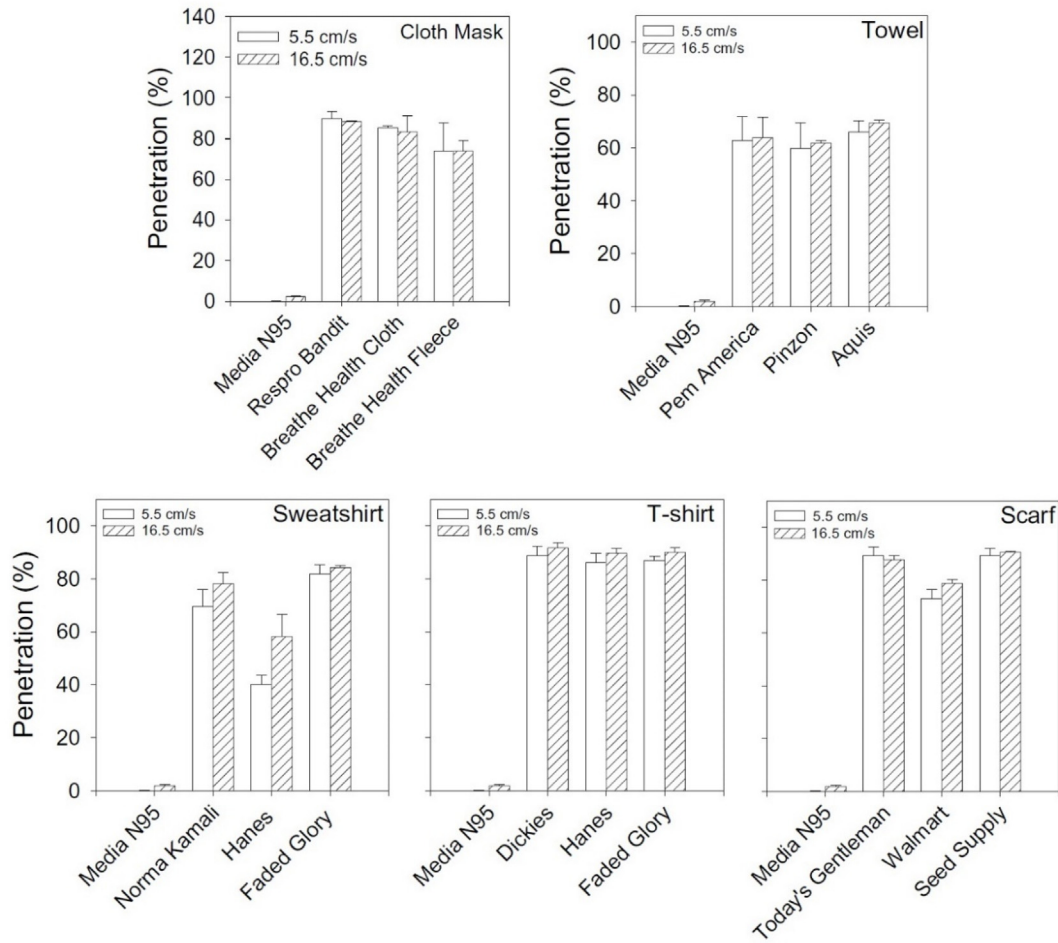 Cloth Mask
5.5 cm/s
16.5 cm/s
Penetration (%)
140
120
100
80
60
40
20
0
Media N95
Respro Bandit
Breathe Health Cloth
Breathe Health Fleece
Towel
5.5 cm/s
16.5 cm/s
Penetration (%)
100
80
60
40
20
0
Media N95
Pem America
Pinzon
Aquis
Sweatshirt
5.5 cm/s
16.5 cm/s
Penetration (%)
100
80
60
40
20
0
Media N95
Norma Kamali
Hanes
Faded Glory
T-shirt
5.5 cm/s
16.5 cm/s
Media N95
Dickies
Hanes
Faded Glory
Scarf
5.5 cm/s
16.5 cm/s
Media N95
Today's Gentleman
Walmart
Seed Supply